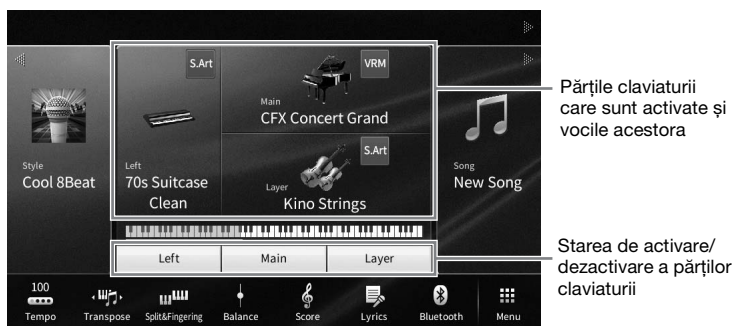 S.Art
VRM
Main
CFX Concert Grand
Left
70s Suitcase
Clean
S.Art
Layer
Kino Strings
Style
Cool 8Beat
Song
New Song
Left
Main
Layer
100
Tempo
Transpose
Split&Fingering
Balance
Score
Lyrics
Bluetooth
Menu
Părțile claviaturii
care sunt activate și
vocile acestora
Starea de activare/
dezactivare a părților
claviaturii